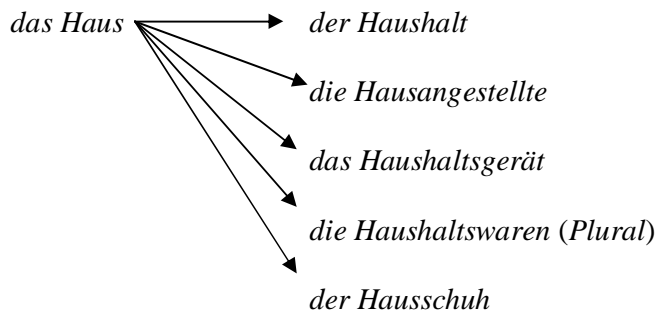 das Haus der Haushalt
die Hausangestellte
das Haushaltsgerät
die Haushaltswaren (Plural)
der Hausschuh